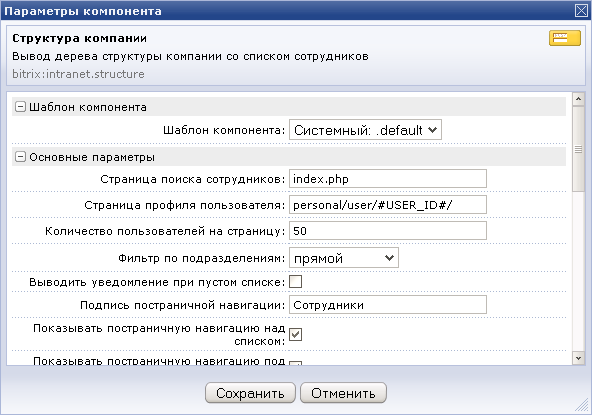 Параметры компонента
Структура компании
Вывод дерева структуры компании со списком сотрудников
bitrix:intranet.structure
Шаблон компонента
Шаблон компонента: Системный: .default
Основные параметры
Страница поиска сотрудников: index.php
Страница профиля пользователя: personal/user/#USER_ID#/
Количество пользователей на страницу: 50
Фильтр по подразделениям: прямой
Выводить уведомление при пустом списке:
Подпись постраничной навигации: Сотрудники
Показывать постраничную навигацию над
списком:
Показывать постраничную навигацию под
Сохранить Отменить